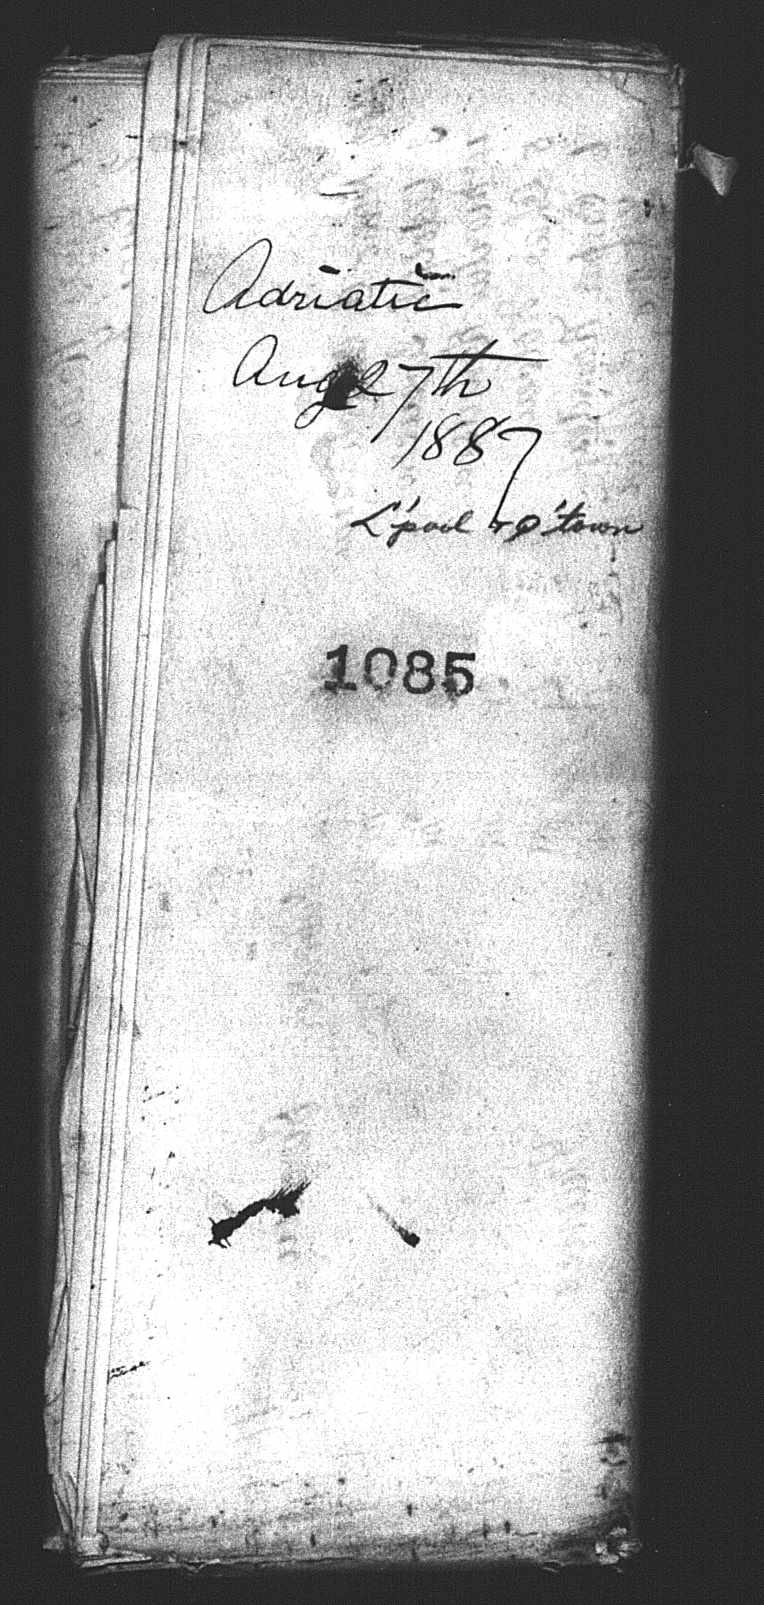 Adriatic
Aug 27th
1887
L'pool + Q'town
1085